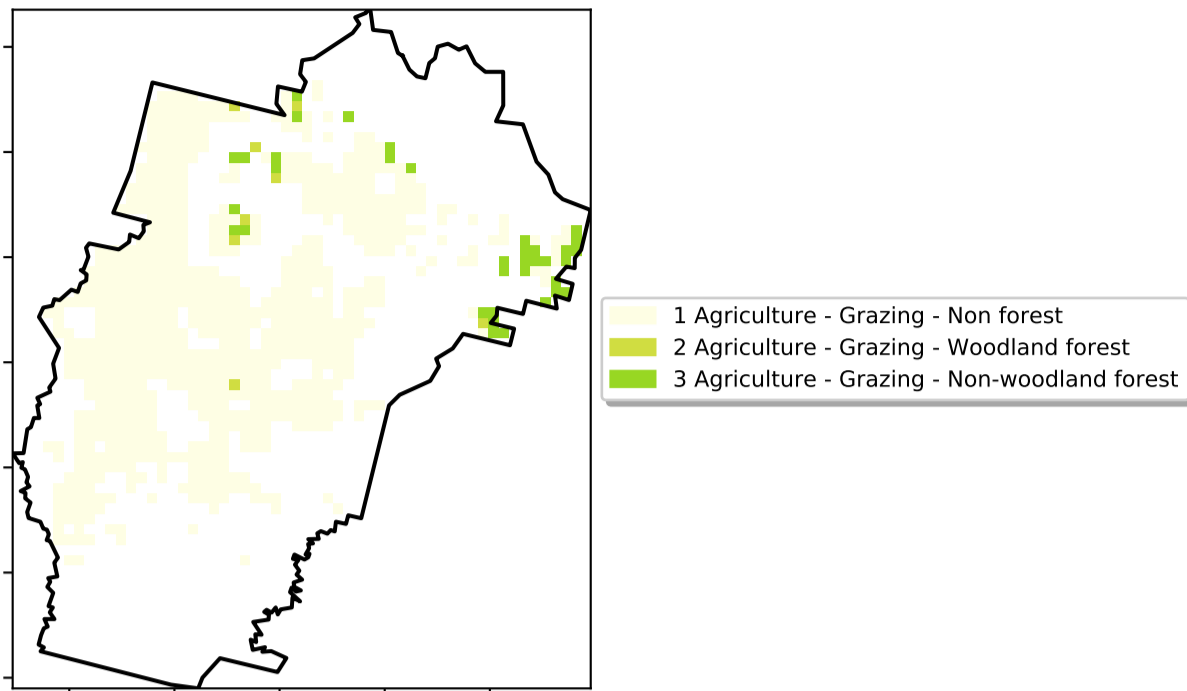 1 Agriculture - Grazing - Non forest
2 Agriculture - Grazing - Woodland forest
3 Agriculture - Grazing - Non-woodland forest